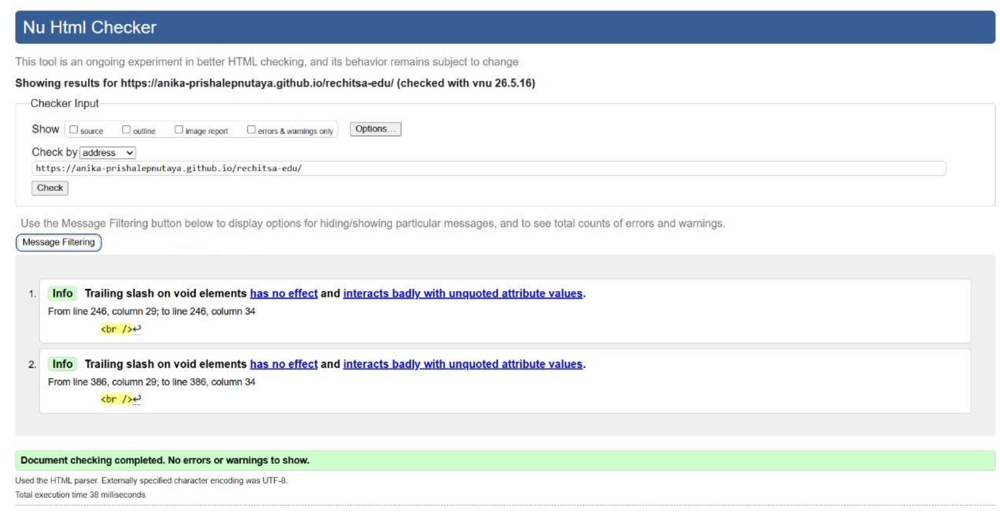 Nu Html Checker
This tool is an ongoing experiment in better HTML checking, and its behavior remains subject to change
Showing results for https://anika-prishalepnutaya.github.io/rechitsa-edu/ (checked with vnu 26.5.16)
Checker Input
Show source outline image report errors & warnings only Options...
Check by address
https://anika-prishalepnutaya.github.io/rechitsa-edu/
Check
Use the Message Filtering button below to display options for hiding/showing particular messages, and to see total counts of errors and warnings.
Message Filtering
1. Info Trailing slash on void elements has no effect and interacts badly with unquoted attribute values.
From line 246, column 29; to line 246, column 34
<br />↩
2. Info Trailing slash on void elements has no effect and interacts badly with unquoted attribute values.
From line 386, column 29; to line 386, column 34
<br />↩
Document checking completed. No errors or warnings to show.
Used the HTML parser. Externally specified character encoding was UTF-8.
Total execution time 38 milliseconds.